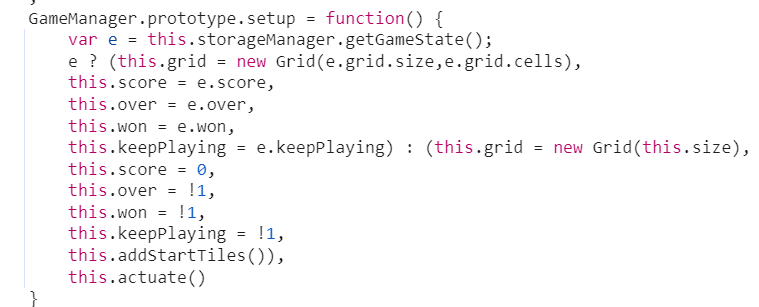 GameManager.prototype.setup = function() {
    var e = this.storageManager.getGameState();
    e ? (this.grid = new Grid(e.grid.size,e.grid.cells),
    this.score = e.score,
    this.over = e.over,
    this.won = e.won,
    this.keepPlaying = e.keepPlaying) : (this.grid = new Grid(this.size),
    this.score = 0,
    this.over = !1,
    this.won = !1,
    this.keepPlaying = !1,
    this.addStartTiles()),
    this.actuate()
}